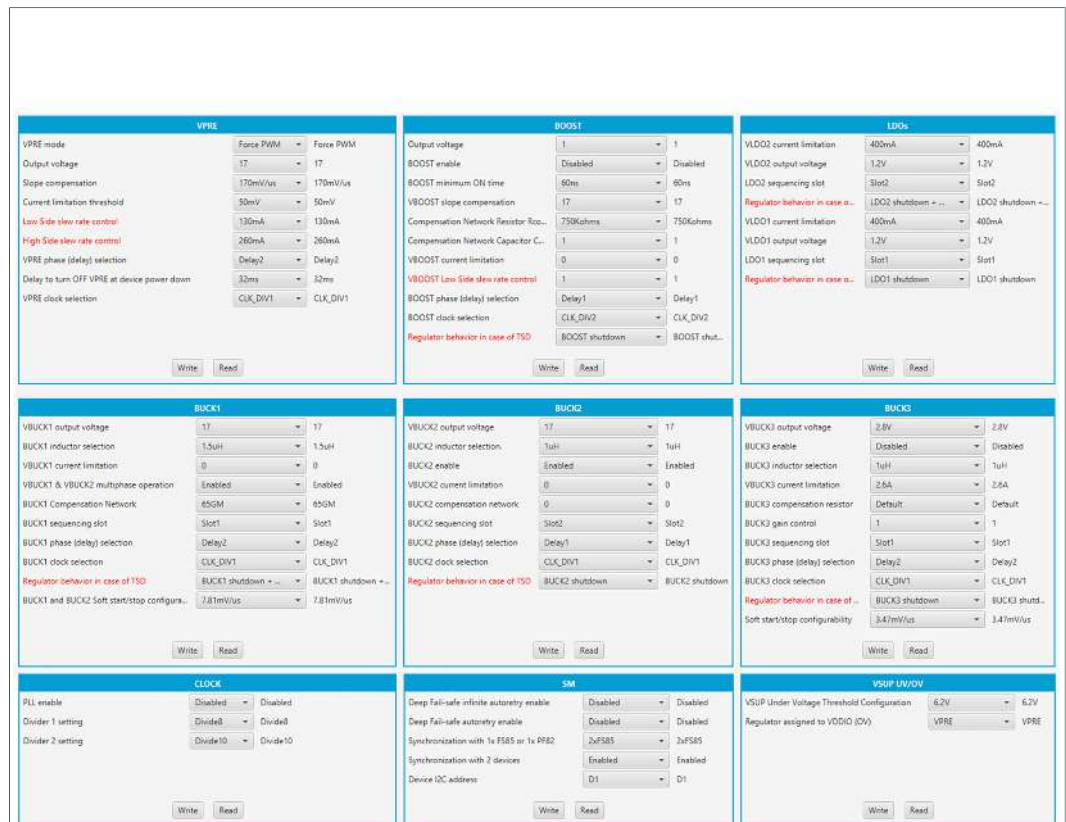 VPRE
VPRE mode Force PWM Force PWM
Output voltage 17 17
Slope compensation 170mV/us 170mV/us
Current limitation threshold 50mV 50mV
Low Side slew rate control 130mA 130mA
High Side slew rate control 260mA 260mA
VPRE phase (delay) selection Delay2 Delay2
Delay to turn OFF VPRE at device power down 32ms 32ms
VPRE clock selection CLK_DIV1 CLK_DIV1
Write Read
BOOST
Output voltage 1 1
BOOST enable Disabled Disabled
BOOST minimum ON time 60ns 60ns
VBOOST slope compensation 17 17
Compensation Network Resistor Rco... 750Kohms 750Kohms
Compensation Network Capacitor C... 1 1
VBOOST current limitation 0 0
VBOOST Low Side slew rate control 1 1
BOOST phase (delay) selection Delay1 Delay1
BOOST clock selection CLK_DIV2 CLK_DIV2
Regulator behavior in case of TSD BOOST shutdown BOOST shut...
Write Read
LDOs
VLDO2 current limitation 400mA 400mA
VLDO2 output voltage 1.2V 1.2V
LDO2 sequencing slot Slot2 Slot2
Regulator behavior in case o... LDO2 shutdown + ... LDO2 shutdown +...
VLDO1 current limitation 400mA 400mA
VLDO1 output voltage 1.2V 1.2V
LDO1 sequencing slot Slot1 Slot1
Regulator behavior in case o... LDO1 shutdown LDO1 shutdown
Write Read
BUCK1
VBUCK1 output voltage 17 17
BUCK1 inductor selection 1.5uH 1.5uH
VBUCK1 current limitation 0 0
VBUCK1 & VBUCK2 multiphase operation Enabled Enabled
BUCK1 Compensation Network 65GM 65GM
BUCK1 sequencing slot Slot1 Slot1
BUCK1 phase (delay) selection Delay2 Delay2
BUCK1 clock selection CLK_DIV1 CLK_DIV1
Regulator behavior in case of TSD BUCK1 shutdown + ... BUCK1 shutdown +...
BUCK1 and BUCK2 Soft start/stop configura... 7.81mV/us 7.81mV/us
Write Read
BUCK2
VBUCK2 output voltage 17 17
BUCK2 inductor selection. 1uH 1uH
BUCK2 enable Enabled Enabled
VBUCK2 current limitation 0 0
BUCK2 compensation network 0 0
BUCK2 sequencing slot Slot2 Slot2
BUCK2 phase (delay) selection Delay1 Delay1
BUCK2 clock selection CLK_DIV1 CLK_DIV1
Regulator behavior in case of TSD BUCK2 shutdown BUCK2 shutdown
Write Read
BUCK3
VBUCK3 output voltage 2.8V 2.8V
BUCK3 enable Disabled Disabled
BUCK3 inductor selection 1uH 1uH
VBUCK3 current limitation 2.6A 2.6A
BUCK3 compensation resistor Default Default
BUCK3 gain control 1 1
BUCK3 sequencing slot Slot1 Slot1
BUCK3 phase (delay) selection Delay2 Delay2
BUCK3 clock selection CLK_DIV1 CLK_DIV1
Regulator behavior in case of ... BUCK3 shutdown BUCK3 shutd...
Soft start/stop configurability 3.47mV/us 3.47mV/us
Write Read
CLOCK
PLL enable Disabled Disabled
Divider 1 setting Divide8 Divide8
Divider 2 setting Divide10 Divide10
Write Read
SM
Deep Fail-safe infinite autoretry enable Disabled Disabled
Deep Fail-safe autoretry enable Disabled Disabled
Synchronization with 1x FS85 or 1x PF82 2xFS85 2xFS85
Synchronization with 2 devices Enabled Enabled
Device I2C address D1 D1
Write Read
VSUP UV/OV
VSUP Under Voltage Threshold Configuration 6.2V 6.2V
Regulator assigned to VDDIO (OV) VPRE VPRE
Write Read